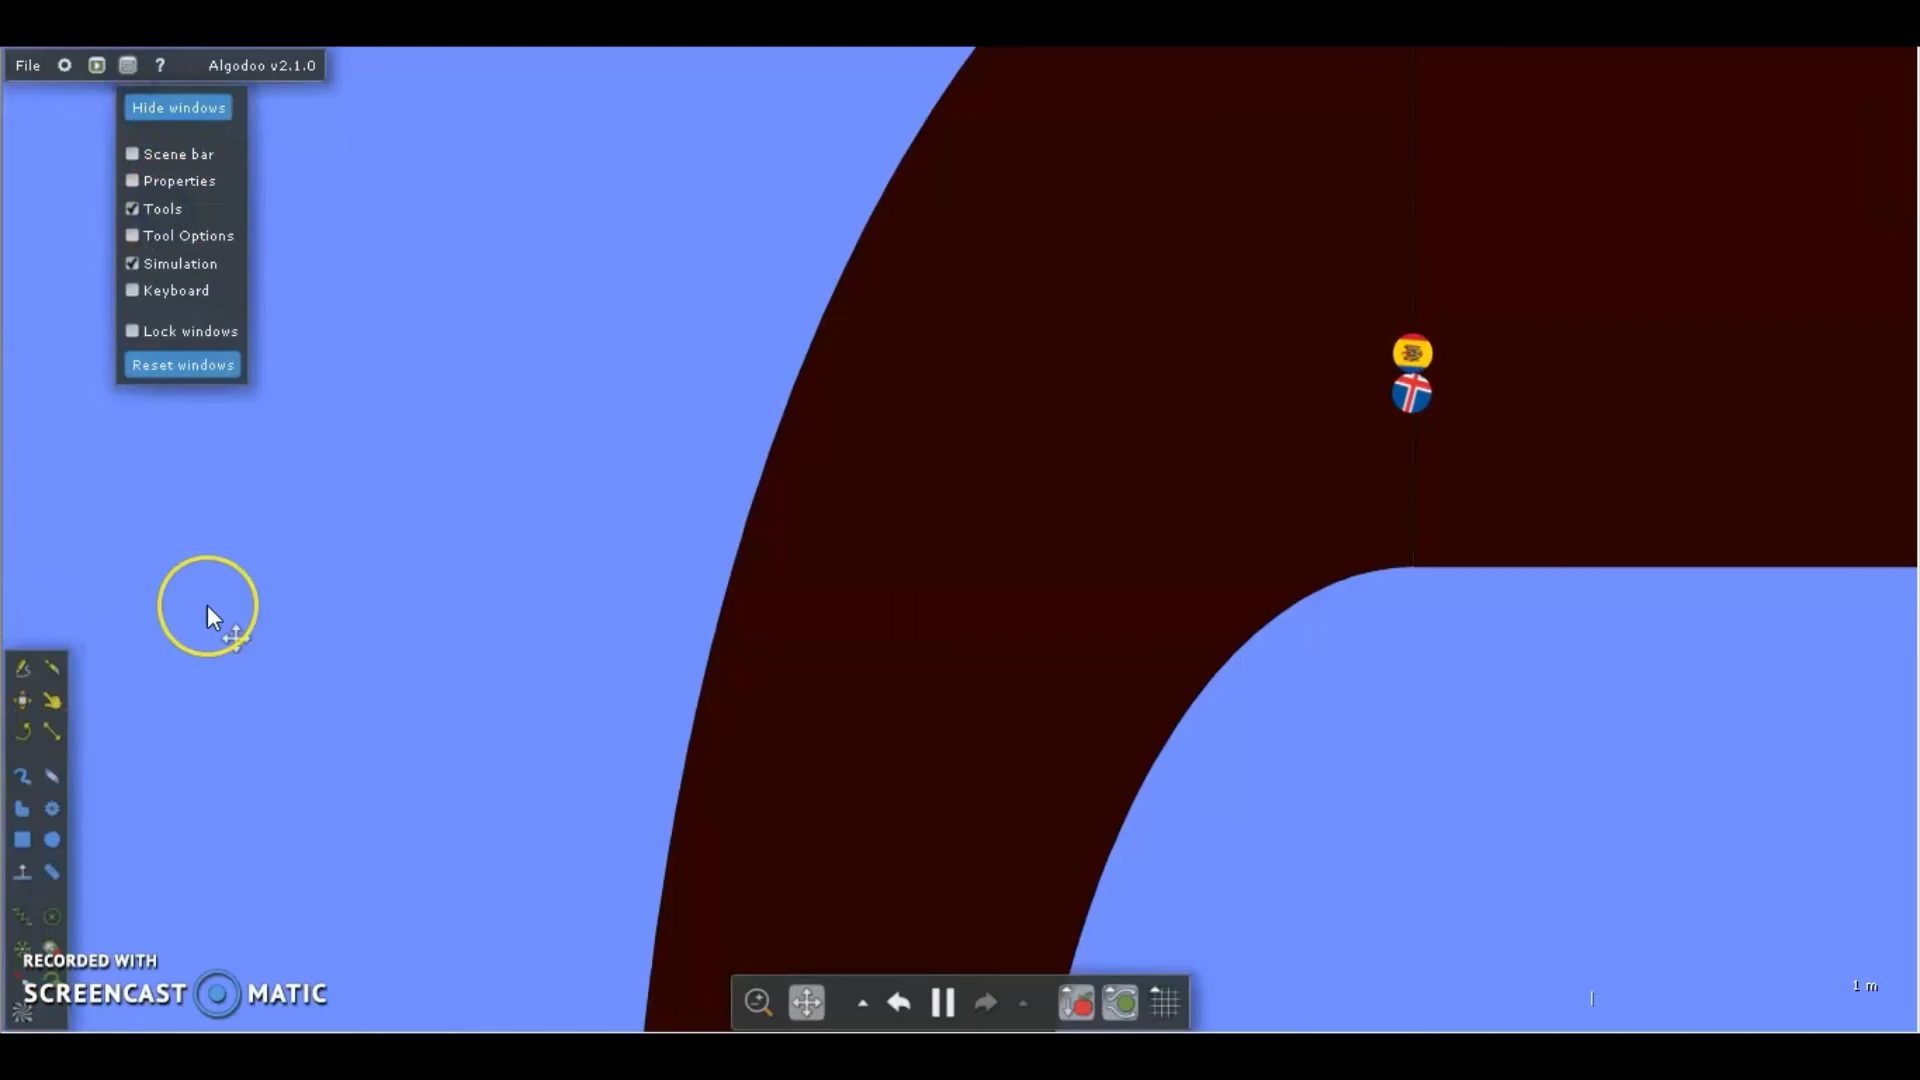 File ? Algodoo v2.1.0
Hide windows
Scene bar
Properties
Tools
Tool Options
Simulation
Keyboard
Lock windows
Reset windows
RECORDED WITH
SCREENCAST MATIC
1 m